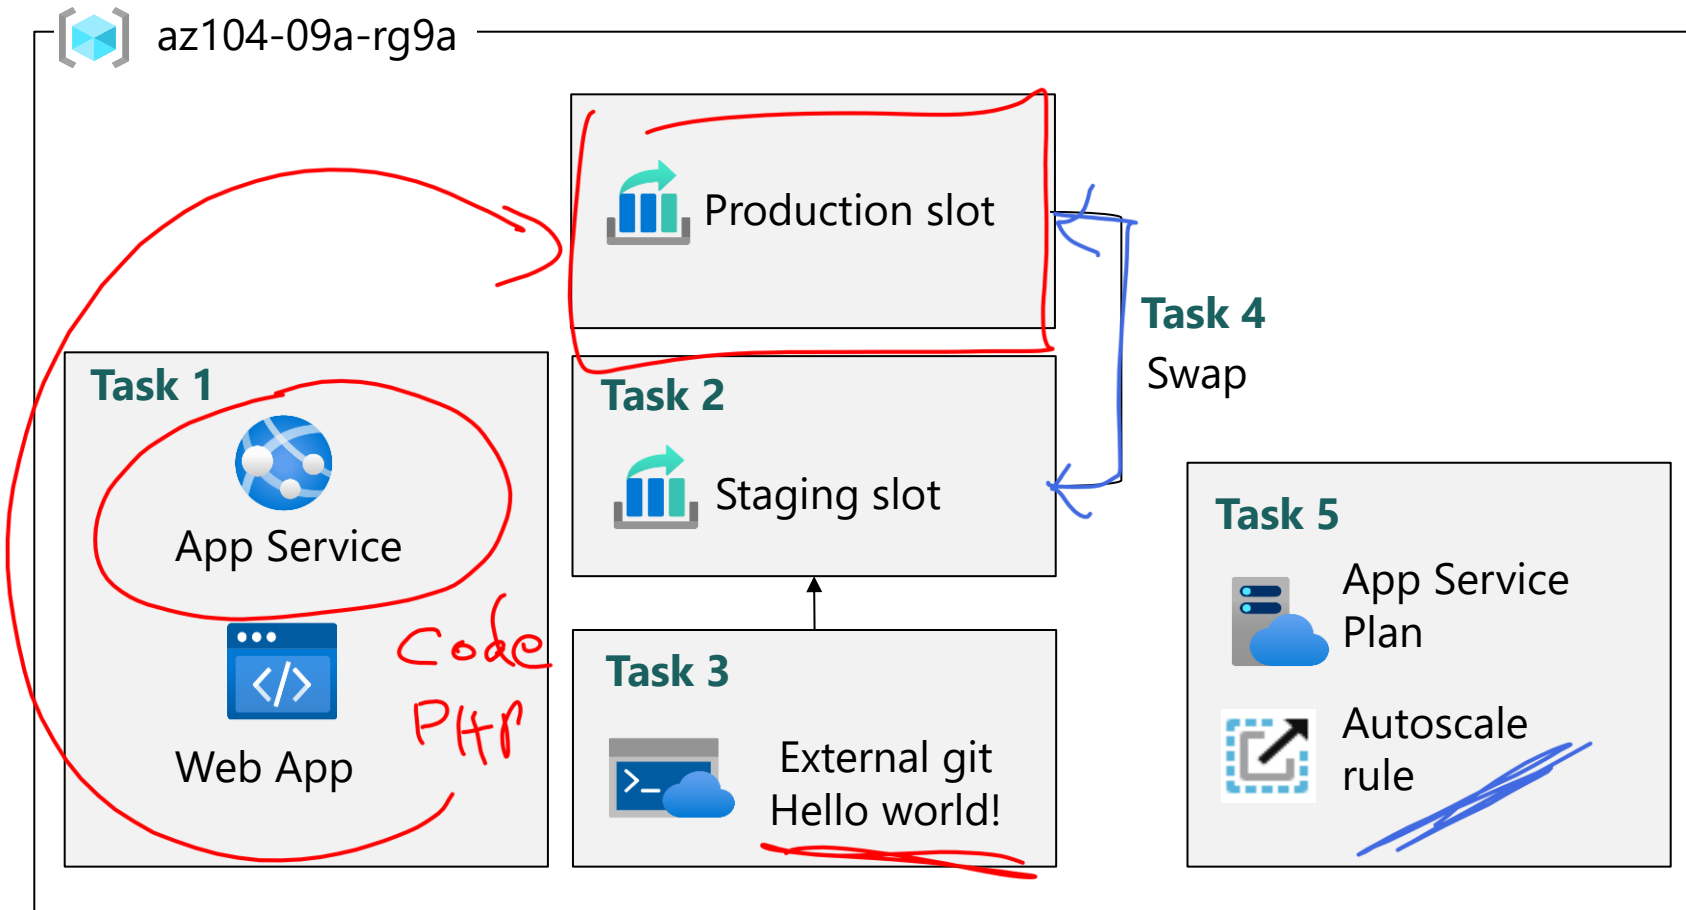 az104-09a-rg9a
Production slot
Task 4
Swap
Task 1
App Service
Web App
Code
PHP
Task 2
Staging slot
Task 3
External git
Hello world!
Task 5
App Service
Plan
Autoscale
rule